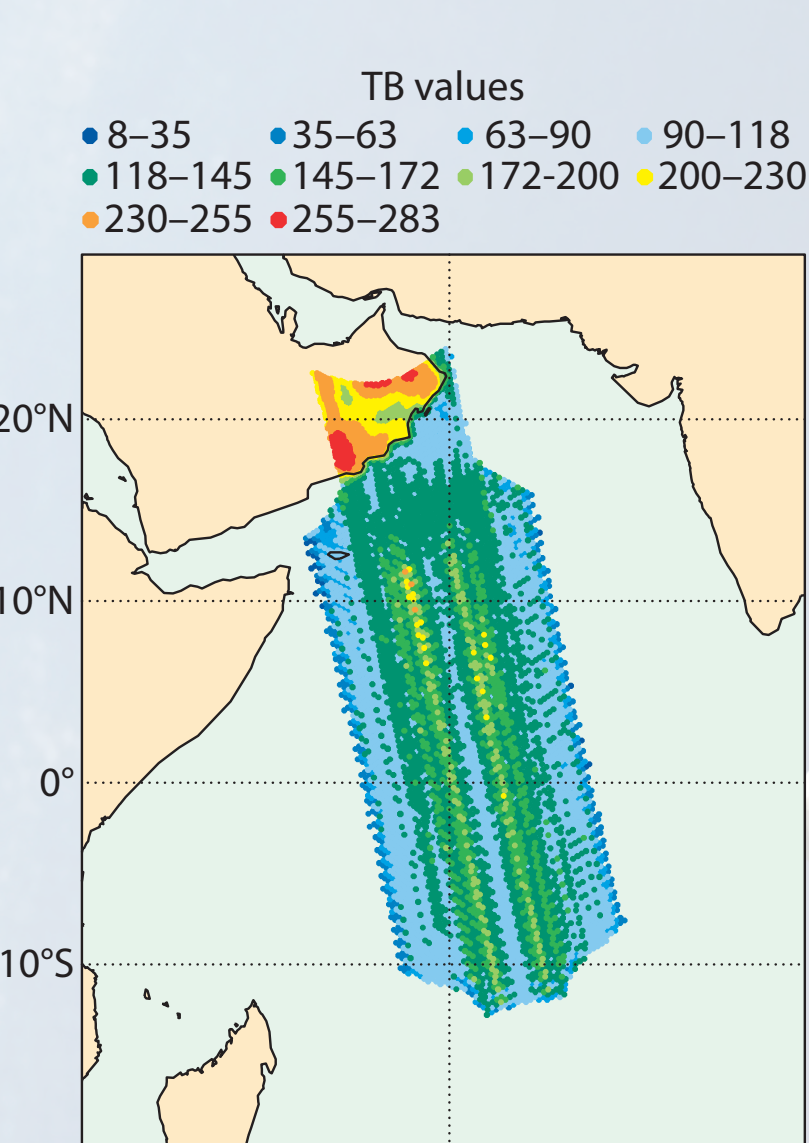 TB values
8–35 35–63 63–90 90–118
118–145 145–172 172-200 200–230
230–255 255–283
20°N
10°N
0°
10°S